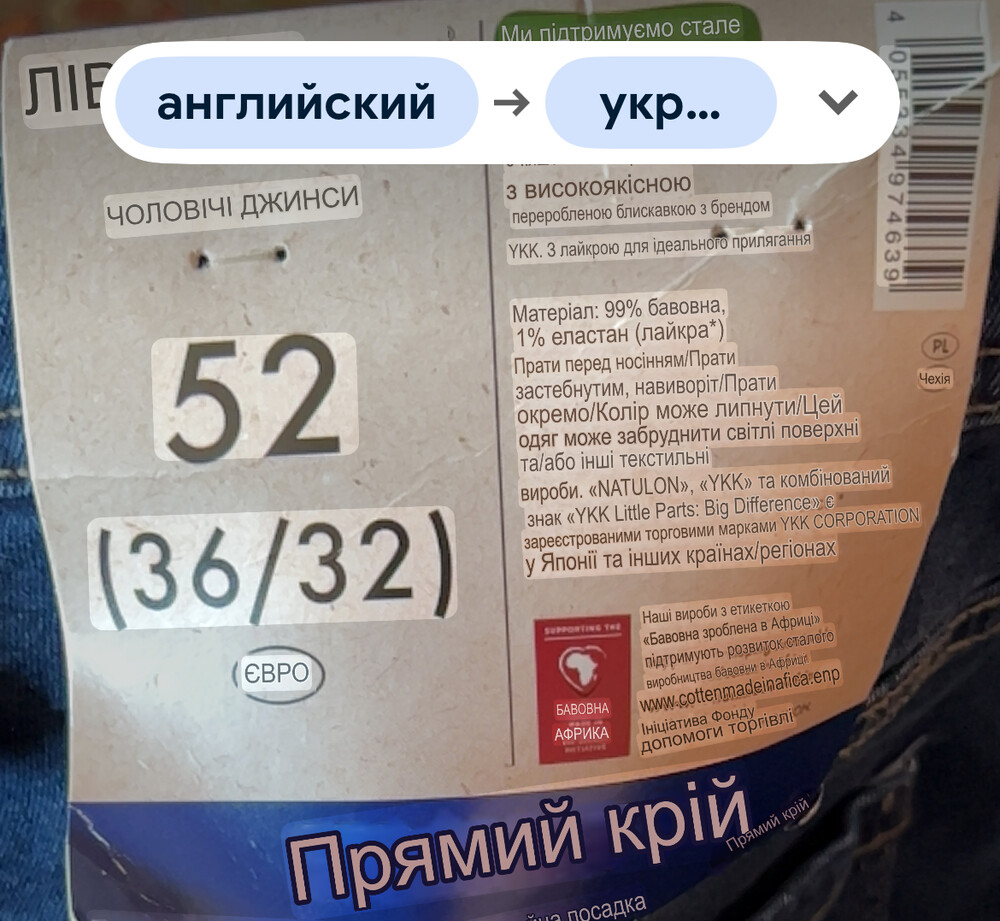 Ми підтримуємо стале
ЛІВ
английский → укр...
ЧОЛОВІЧІ ДЖИНСИ
52
(36/32)
ЄВРО
з високоякісною
переробленою блискавкою з брендом
YKK. З лайкрою для ідеального прилягання
Матеріал: 99% бавовна,
1% еластан (лайкра*)
Прати перед носінням/Прати
застебнутим, навиворіт/Прати
окремо/Колір може липнути/Цей
одяг може забруднити світлі поверхні
та/або інші текстильні
вироби. «NATULON», «YKK» та комбінований
знак «YKK Little Parts: Big Difference» є
зареєстрованими торговими марками YKK CORPORATION
у Японії та інших країнах/регіонах
SUPPORTING THE
БАВОВНА
АФРИКА
INITIATIVE
Наші вироби з етикеткою
«Бавовна зроблена в Африці»
підтримують розвиток сталого
виробництва бавовни в Африці
www.cottenmadeinafica.enp
Ініціатива Фонду
допомоги торгівлі
4 055334 974639
PL
Чехія
Прямий крій
Прямий крій
посадка